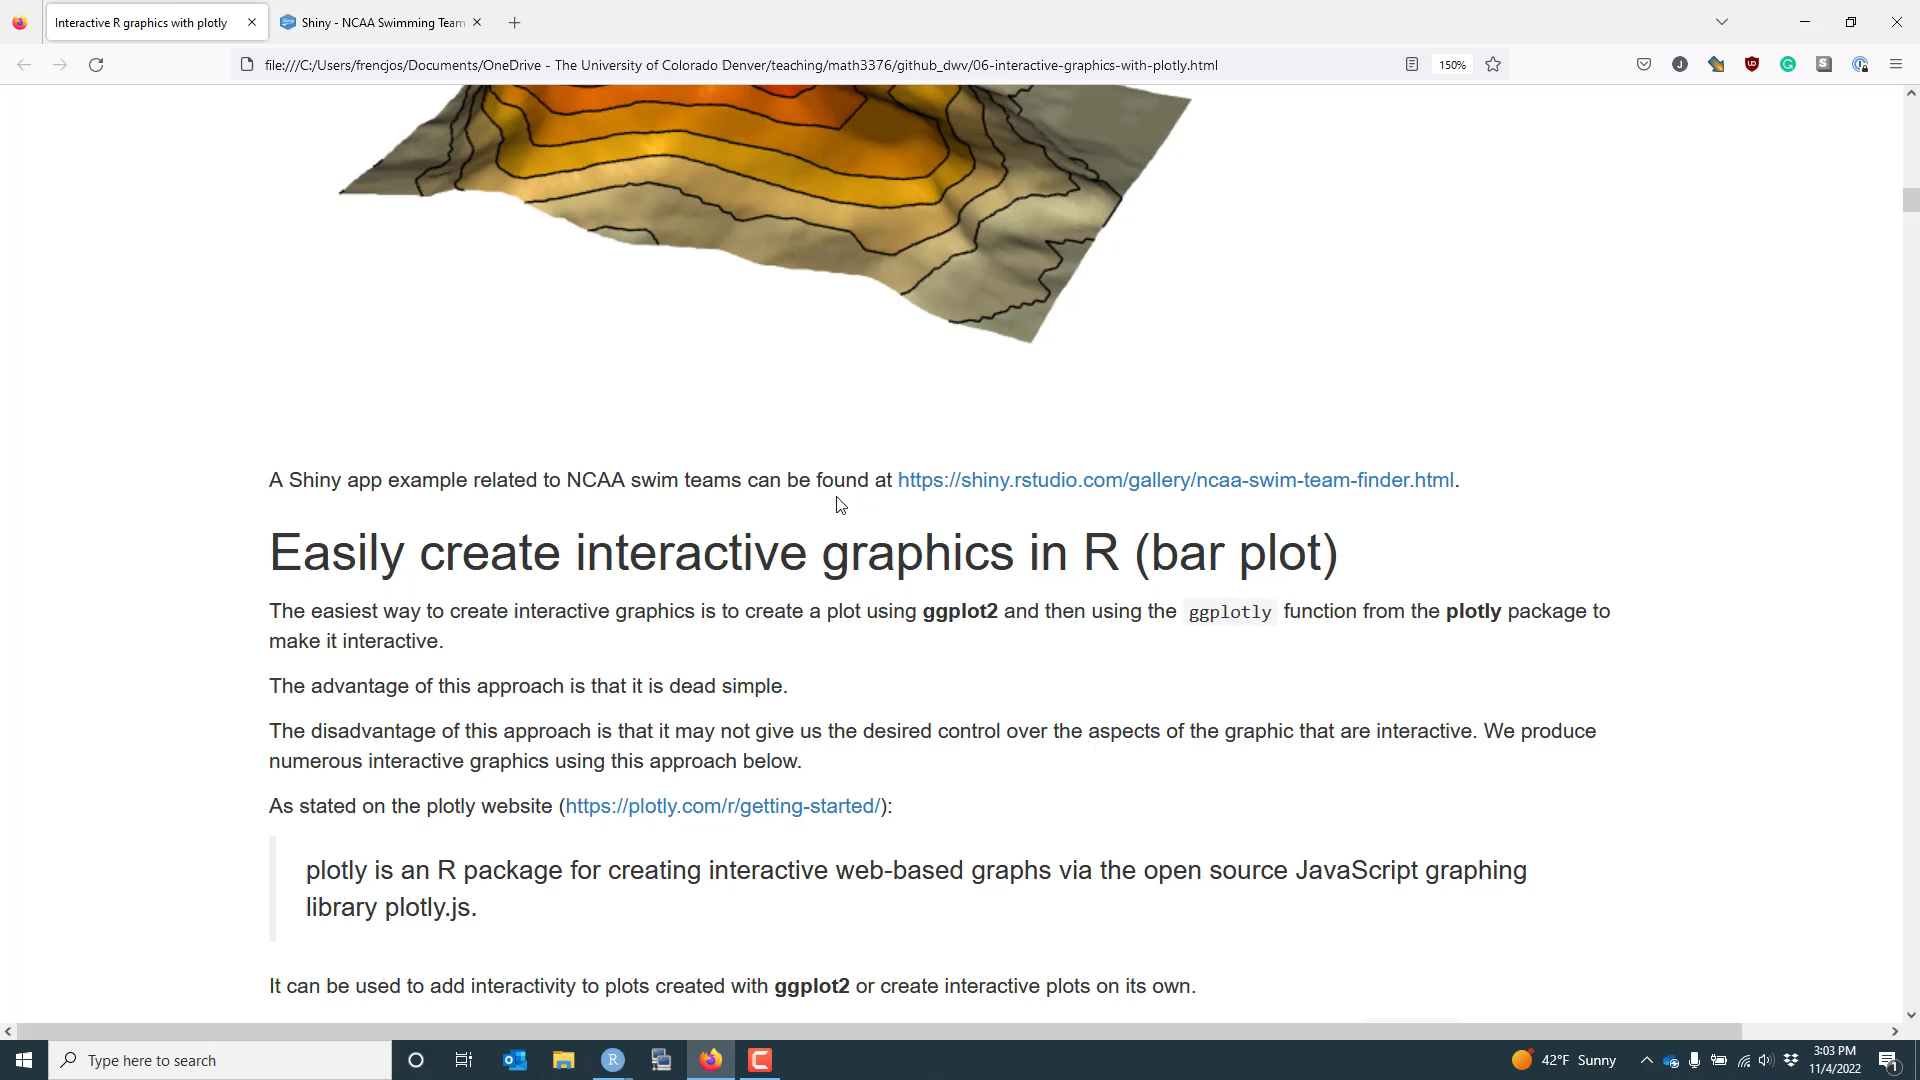 Interactive R graphics with plotly
Shiny - NCAA Swimming Team
file:///C:/Users/frencjos/Documents/OneDrive - The University of Colorado Denver/teaching/math3376/github_dwv/06-interactive-graphics-with-plotly.html
150%
A Shiny app example related to NCAA swim teams can be found at https://shiny.rstudio.com/gallery/ncaa-swim-team-finder.html.
Easily create interactive graphics in R (bar plot)
The easiest way to create interactive graphics is to create a plot using ggplot2 and then using the ggplotly function from the plotly package to
make it interactive.
The advantage of this approach is that it is dead simple.
The disadvantage of this approach is that it may not give us the desired control over the aspects of the graphic that are interactive. We produce
numerous interactive graphics using this approach below.
As stated on the plotly website (https://plotly.com/r/getting-started/):
plotly is an R package for creating interactive web-based graphs via the open source JavaScript graphing
library plotly.js.
It can be used to add interactivity to plots created with ggplot2 or create interactive plots on its own.
Type here to search
42°F Sunny
3:03 PM
11/4/2022